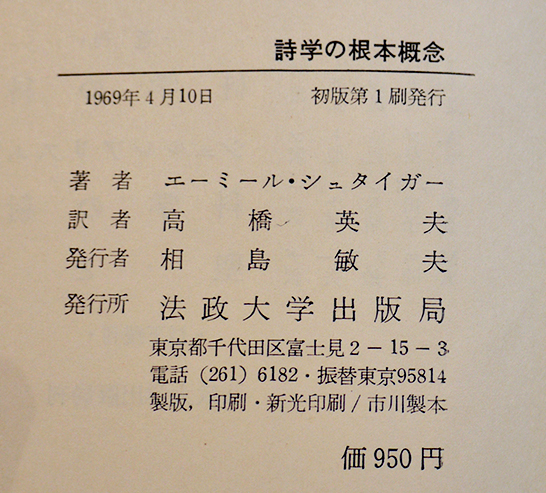 詩学の根本概念
1969年4月10日 初版第1刷発行
著者 エーミール・シュタイガー
訳者 高橋英夫
発行者 相島敏夫
発行所 法政大学出版局
東京都千代田区富士見2-15-3
電話(261)6182・振替東京95814
製版,印刷・新光印刷/市川製本
価950円